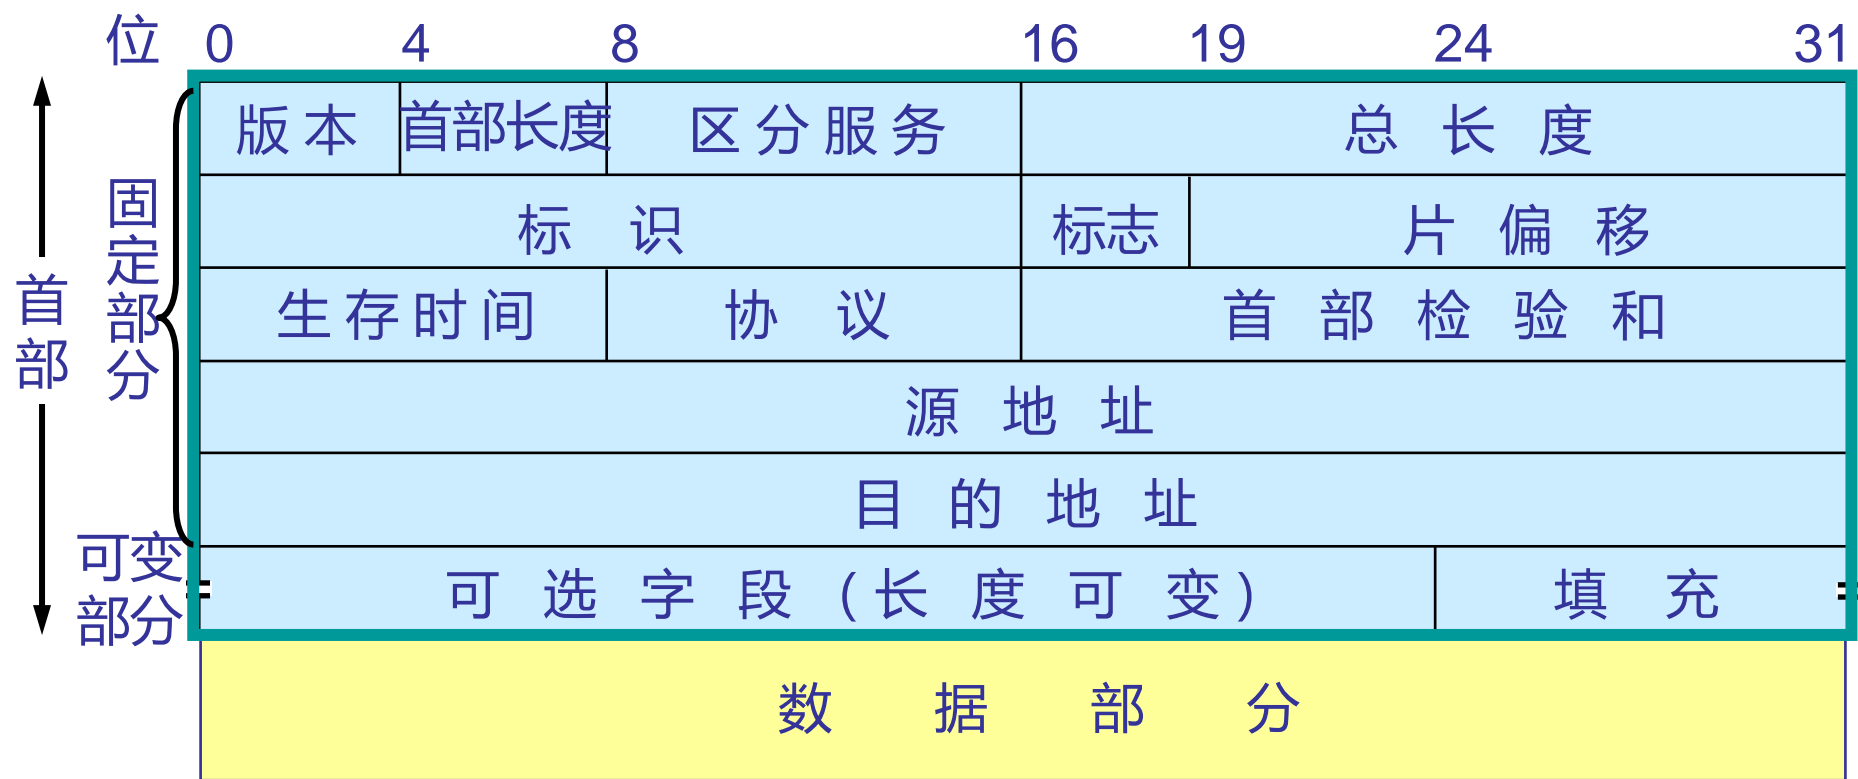 位 0 4 8 16 19 24 31
版本 首部长度 区分服务 总长度
标识 标志 片偏移
生存时间 协议 首部检验和
源地址
目的地址
可选字段(长度可变) 填充
数据部分
首部
固定部分
可变
部分